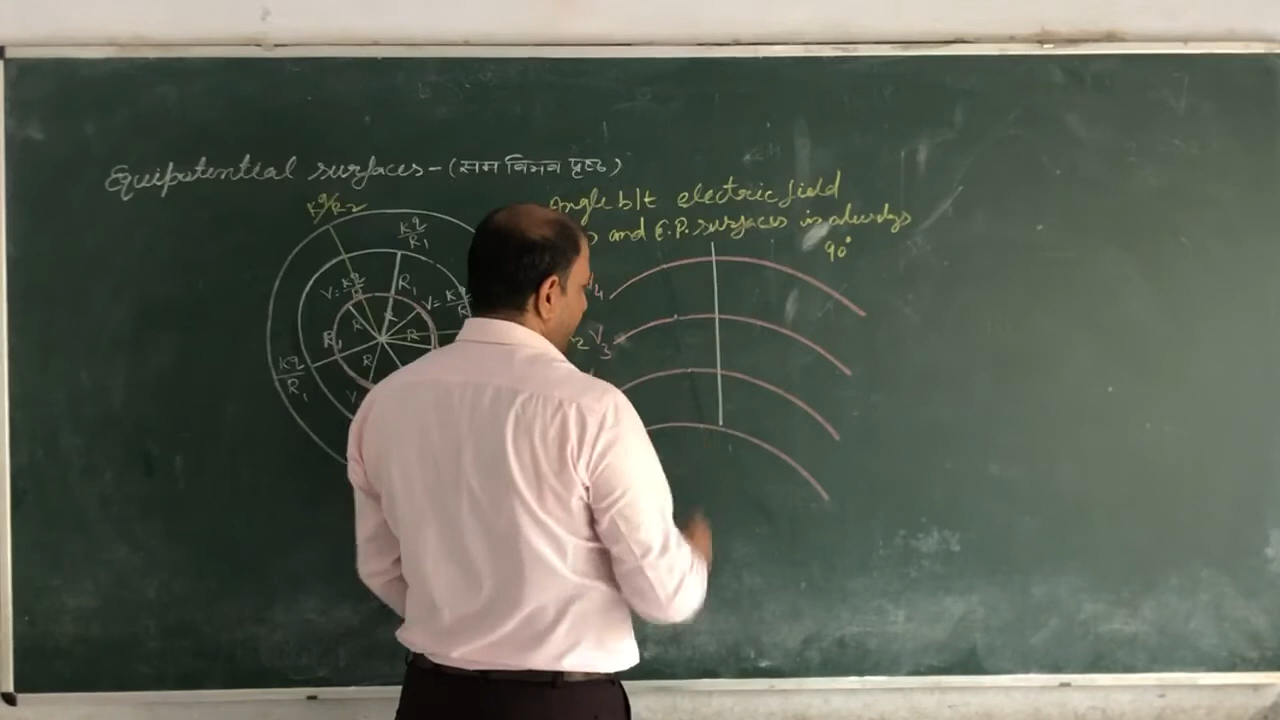 Equipotential surfaces - (सम विभव पृष्ठ)
Kq/R2
Angle b/t electric field
and E.P. surfaces is always
90°
Kq/R1
V= Kq/R
R1
V= Kq/R
R
R
R1
R
R
Kq/R1
V
V4
2 V3